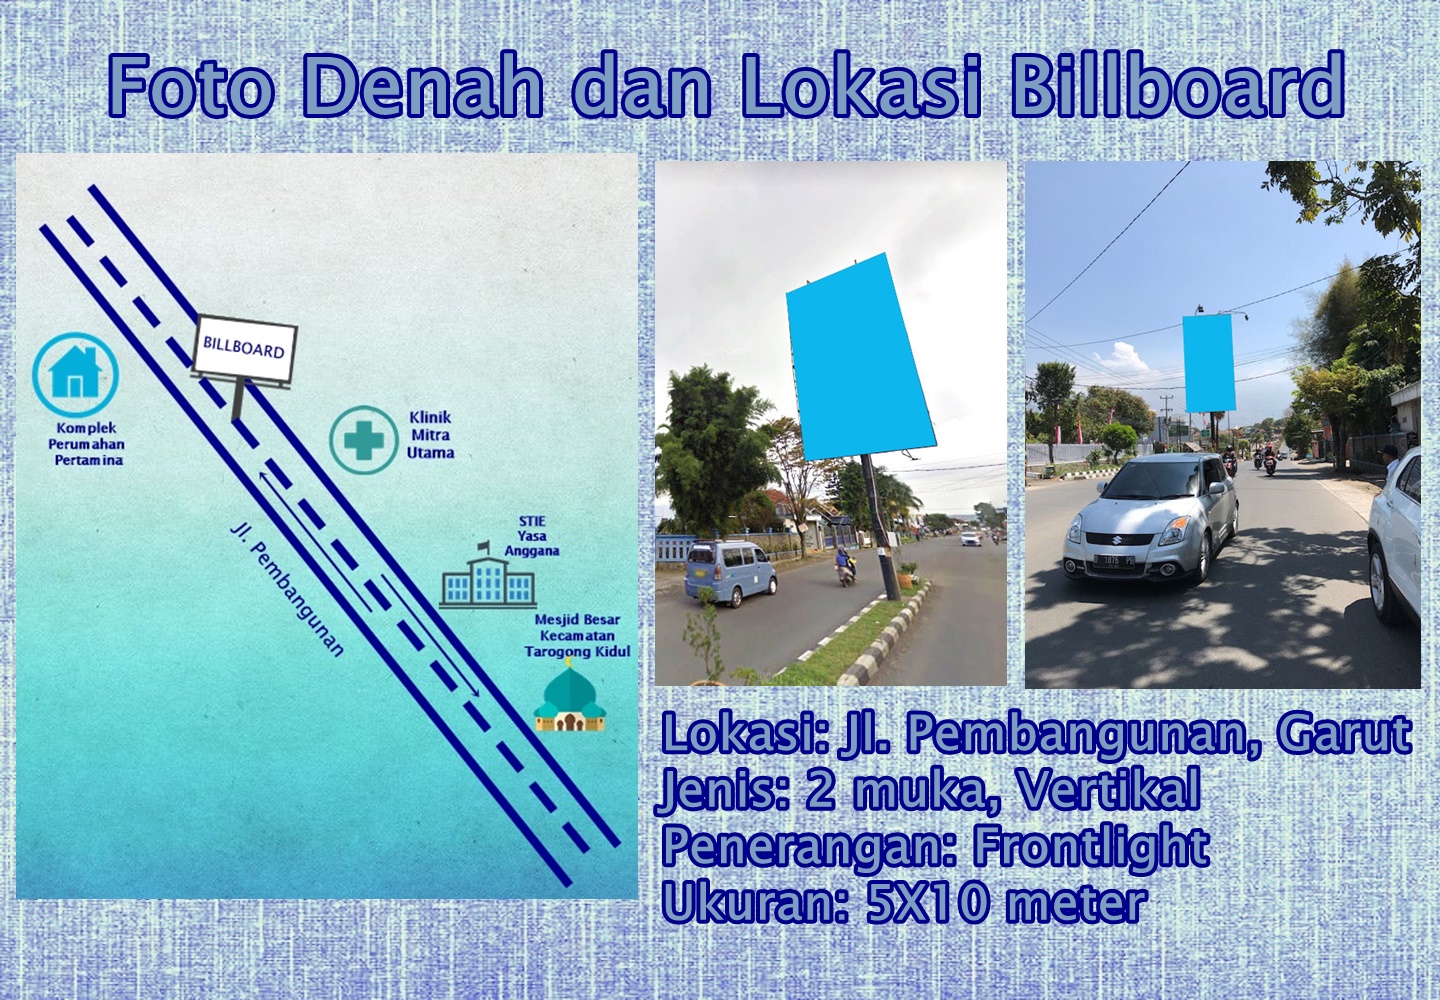 Foto Denah dan Lokasi Billboard
BILLBOARD
Komplek
Perumahan
Pertamina
Klinik
Mitra
Utama
STIE
Yasa
Anggana
Jl. Pembangunan
Mesjid Besar
Kecamatan
Tarogong Kidul
Lokasi: Jl. Pembangunan, Garut
Jenis: 2 muka, Vertikal
Penerangan: Frontlight
Ukuran: 5X10 meter